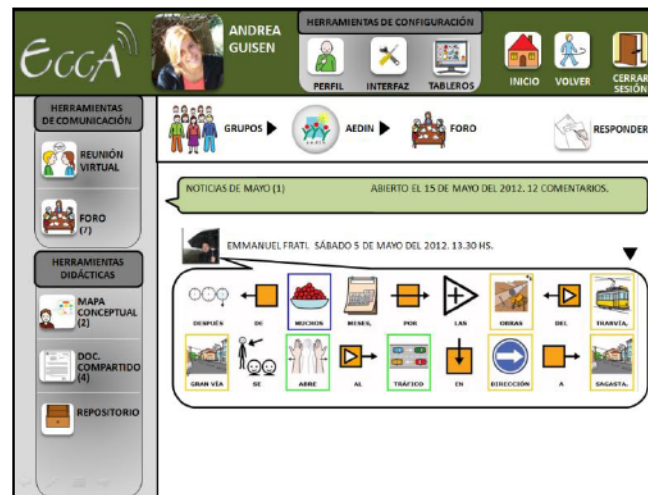 ECCA
ANDREA
GUISEN
HERRAMIENTAS DE CONFIGURACIÓN
PERFIL
INTERFAZ
TABLEROS
INICIO
VOLVER
CERRAR
SESIÓN
HERRAMIENTAS
DE COMUNICACIÓN
REUNIÓN
VIRTUAL
FORO
(7)
HERRAMIENTAS
DIDÁCTICAS
MAPA
CONCEPTUAL
(2)
DOC.
COMPARTIDO
(4)
REPOSITORIO
GRUPOS
aedin
AEDIN
FORO
RESPONDER
NOTICIAS DE MAYO (1) ABIERTO EL 15 DE MAYO DEL 2012. 12 COMENTARIOS.
EMMANUEL FRATI. SÁBADO 5 DE MAYO DEL 2012. 13.30 HS.
DESPUÉS DE MUCHOS MESES, POR LAS OBRAS DEL TRANVÍA,
GRAN VÍA SE ABRE AL TRÁFICO EN DIRECCIÓN A SAGASTA.